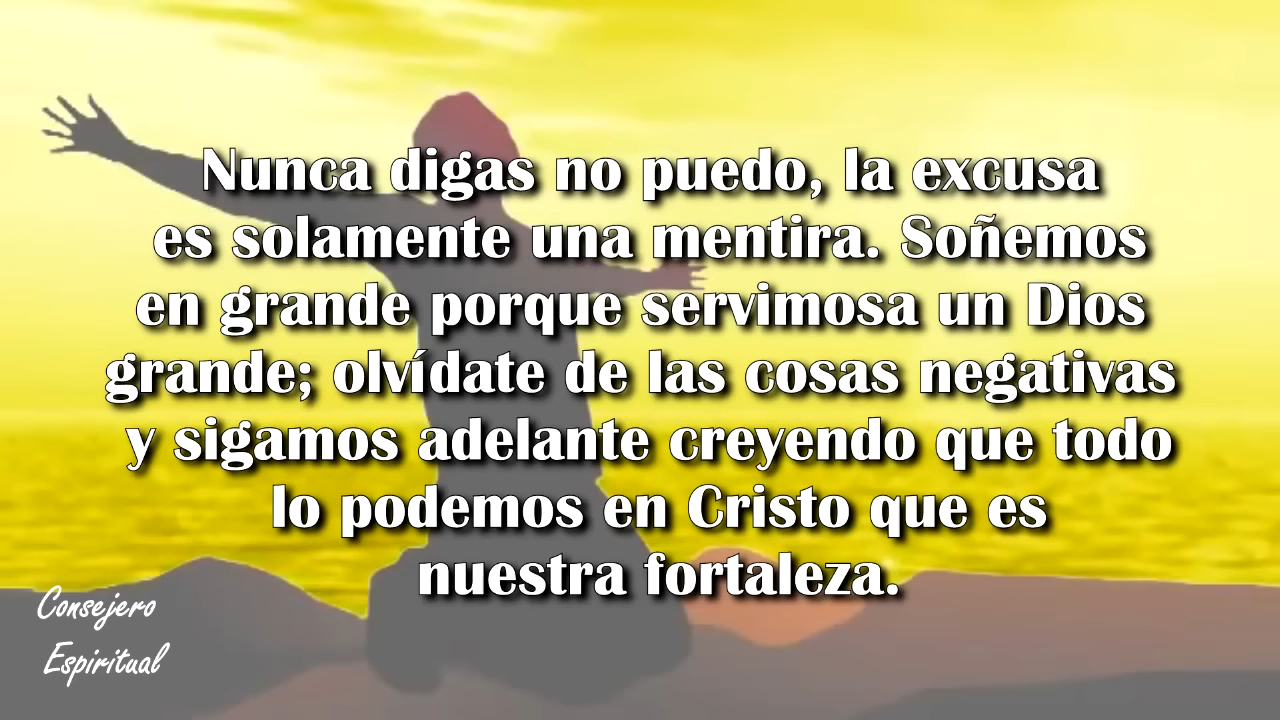 Nunca digas no puedo, la excusa
es solamente una mentira. Soñemos
en grande porque servimosa un Dios
grande; olvídate de las cosas negativas
y sigamos adelante creyendo que todo
lo podemos en Cristo que es
nuestra fortaleza.
Consejero
Espiritual